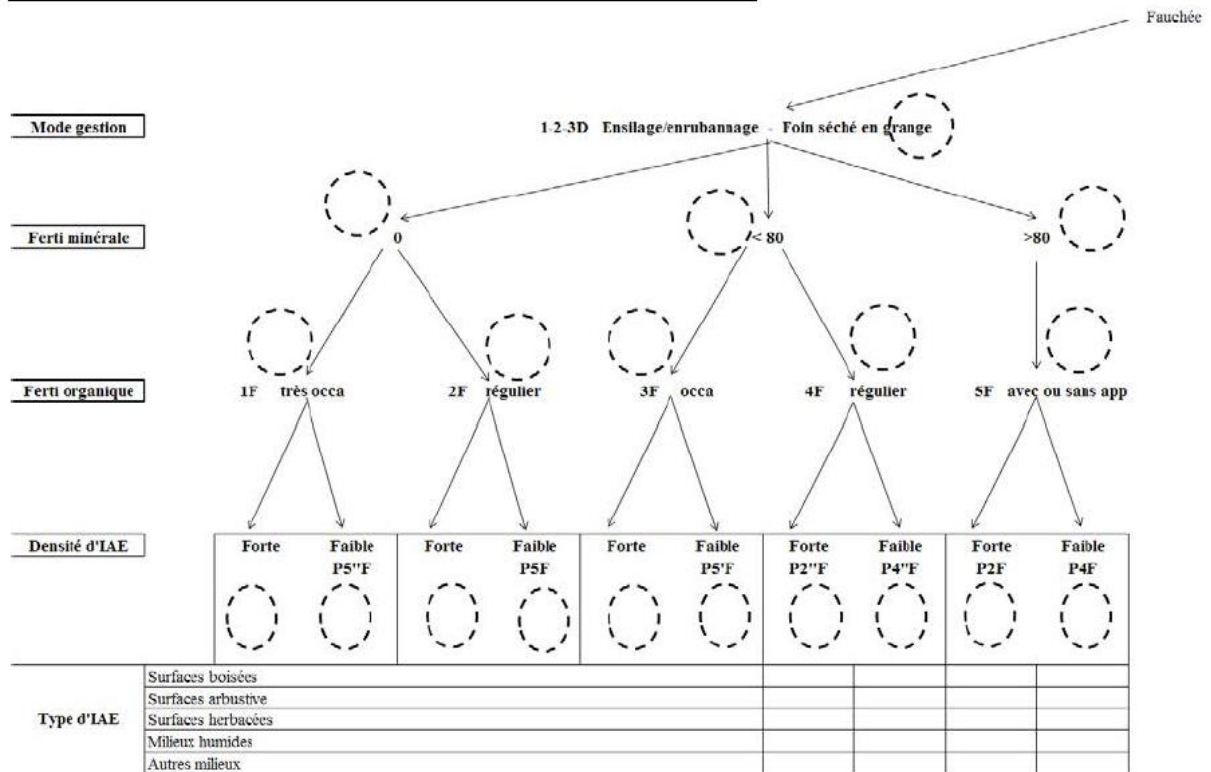 Fauchée
Mode gestion
1-2-3D Ensilage/enrubannage - Foin séché en grange
Ferti minérale
0
< 80
>80
Ferti organique
1F très occa
2F régulier
3F occa
4F régulier
5F avec ou sans app
Densité d'IAE
Forte Faible Forte Faible Forte Faible Forte Faible Forte Faible
P5"F P5F P5'F P2"F P4"F P2F P4F
Type d'IAE
Surfaces boisées
Surfaces arbustive
Surfaces herbacées
Milieux humides
Autres milieux